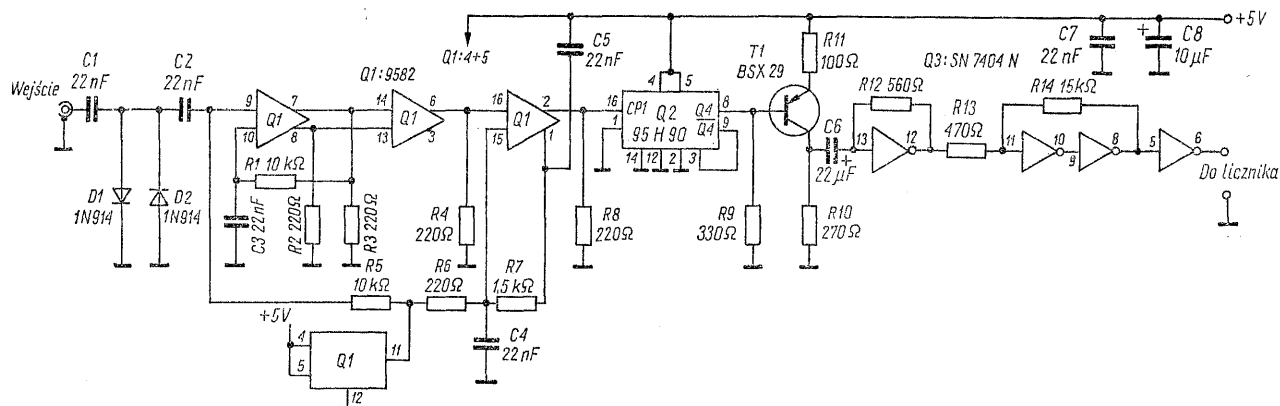 Wejście
C1
22nF
C2
22nF
9
10
7
8
Q1
Q1:9582
Q1:4+5
14
13
6
3
Q1
C5
22nF
16
15
2
1
Q1
+5V
C7
22nF
+
C8
10µF
R11
100Ω
T1
BSX 29
Q3: SN 7404 N
4
5
16
1
CP1
Q2
95 H 90
Q4
Q4
8
9
14
12
2
3
R12 560Ω
R13
470Ω
R14 15kΩ
C6
+
22µF
13
12
11
10
9
8
5
6
Do licznika
D1
1N914
D2
1N914
R1 10 kΩ
C3 22nF
R2 220Ω
R3 220Ω
R4
220Ω
R8
220Ω
R9
330Ω
R10
270Ω
R5
10kΩ
R6
220Ω
R7
1,5kΩ
C4
22nF
+5V
4
5
Q1
11
12